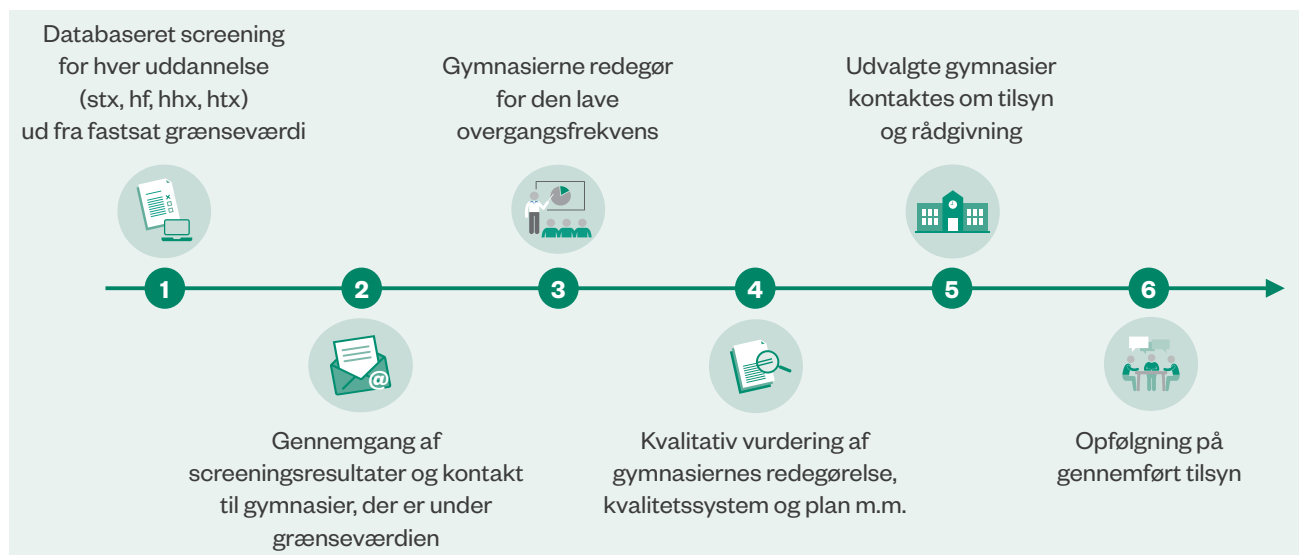 Databaseret screening
for hver uddannelse
(stx, hf, hhx, htx)
ud fra fastsat grænseværdi
1
Gennemgang af
screeningsresultater og kontakt
til gymnasier, der er under
grænseværdien
2
Gymnasierne redegør
for den lave
overgangsfrekvens
3
Kvalitativ vurdering af
gymnasiernes redegørelse,
kvalitetssystem og plan m.m.
4
Udvalgte gymnasier
kontaktes om tilsyn
og rådgivning
5
Opfølgning på
gennemført tilsyn
6
@